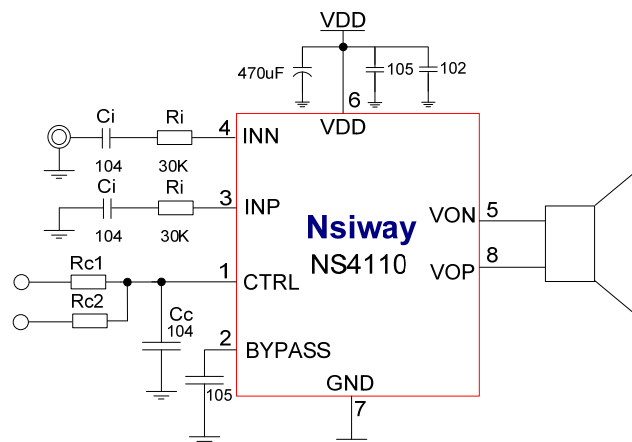 VDD
470uF
105
102
6
VDD
Ci
Ri
4
INN
104
30K
Ci
Ri
3
INP
104
30K
Nsiway
NS4110
VON
5
VOP
8
Rc1
1
CTRL
Rc2
Cc
104
2
BYPASS
105
GND
7